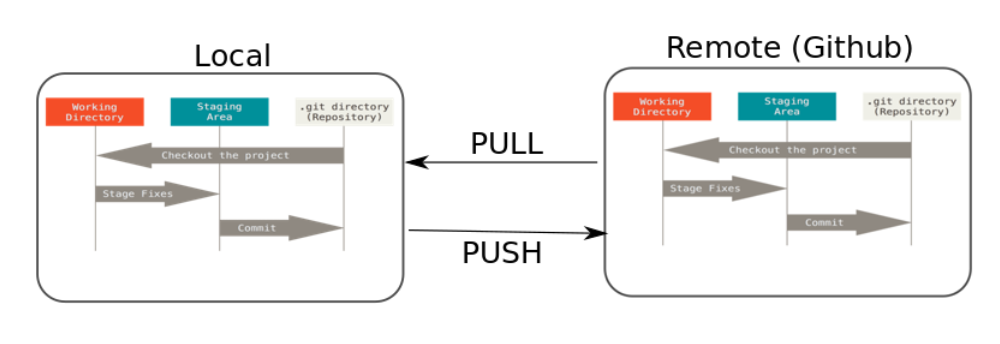 Local
Working
Directory
Staging
Area
.git directory
(Repository)
Checkout the project
Stage Fixes
Commit
PULL
PUSH
Remote (Github)
Working
Directory
Staging
Area
.git directory
(Repository)
Checkout the project
Stage Fixes
Commit